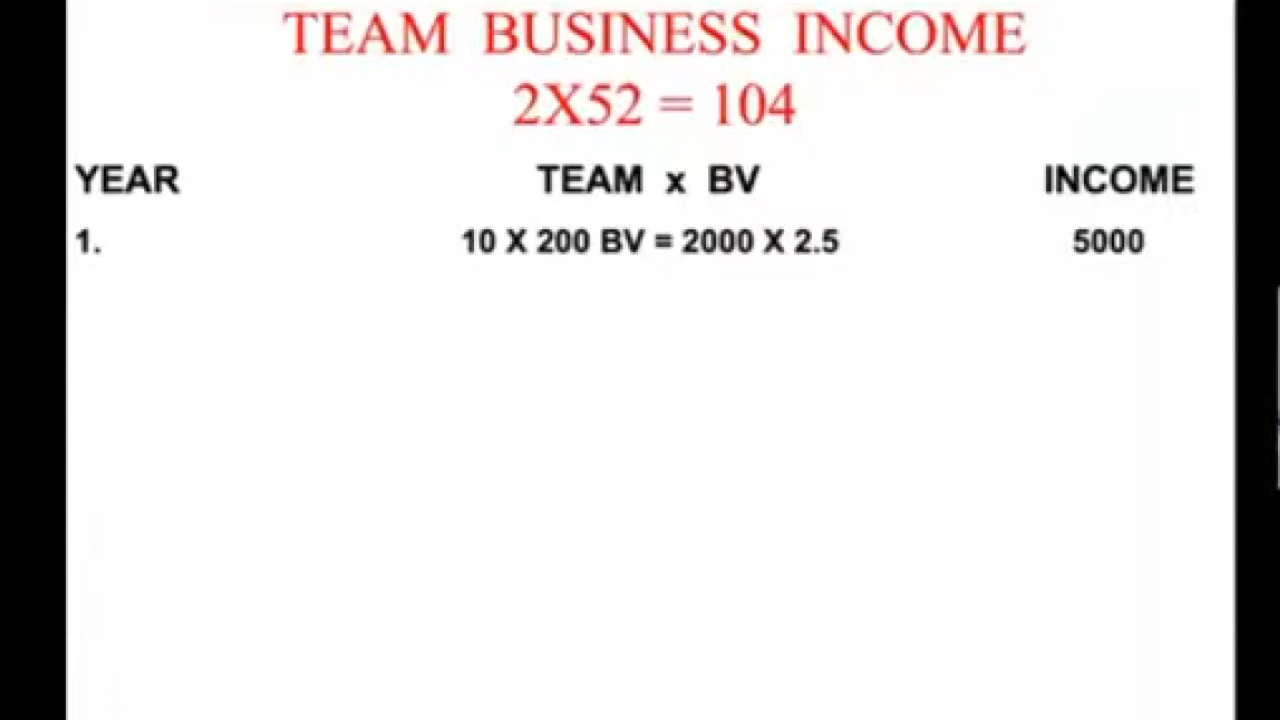 TEAM BUSINESS INCOME
2X52 = 104
YEAR TEAM x BV INCOME
1. 10 X 200 BV = 2000 X 2.5 5000